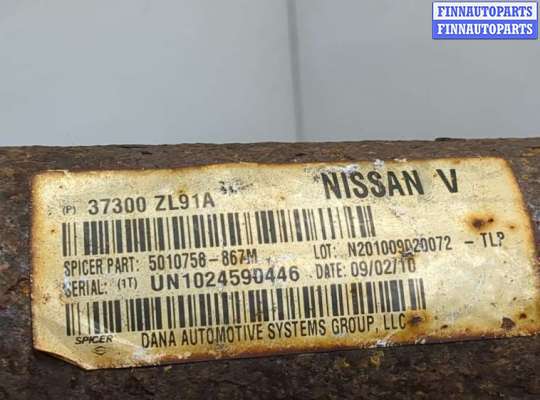 FINNAUTOPARTS
FINNAUTOPARTS
(P) 37300 ZL91A NISSAN V
SPICER PART: 5010758-867M LOT: N201009020072 - TLP
SERIAL: (1T) UN1024590446 DATE: 09/02/10
SPICER DANA AUTOMOTIVE SYSTEMS GROUP, LLC